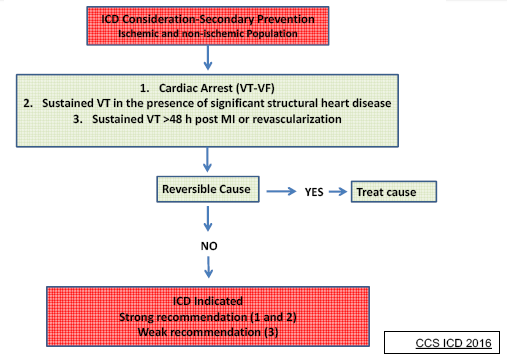 ICD Consideration-Secondary Prevention
Ischemic and non-ischemic Population
1. Cardiac Arrest (VT-VF)
2. Sustained VT in the presence of significant structural heart disease
3. Sustained VT >48 h post MI or revascularization
Reversible Cause
YES
Treat cause
NO
ICD Indicated
Strong recommendation (1 and 2)
Weak recommendation (3)
CCS ICD 2016